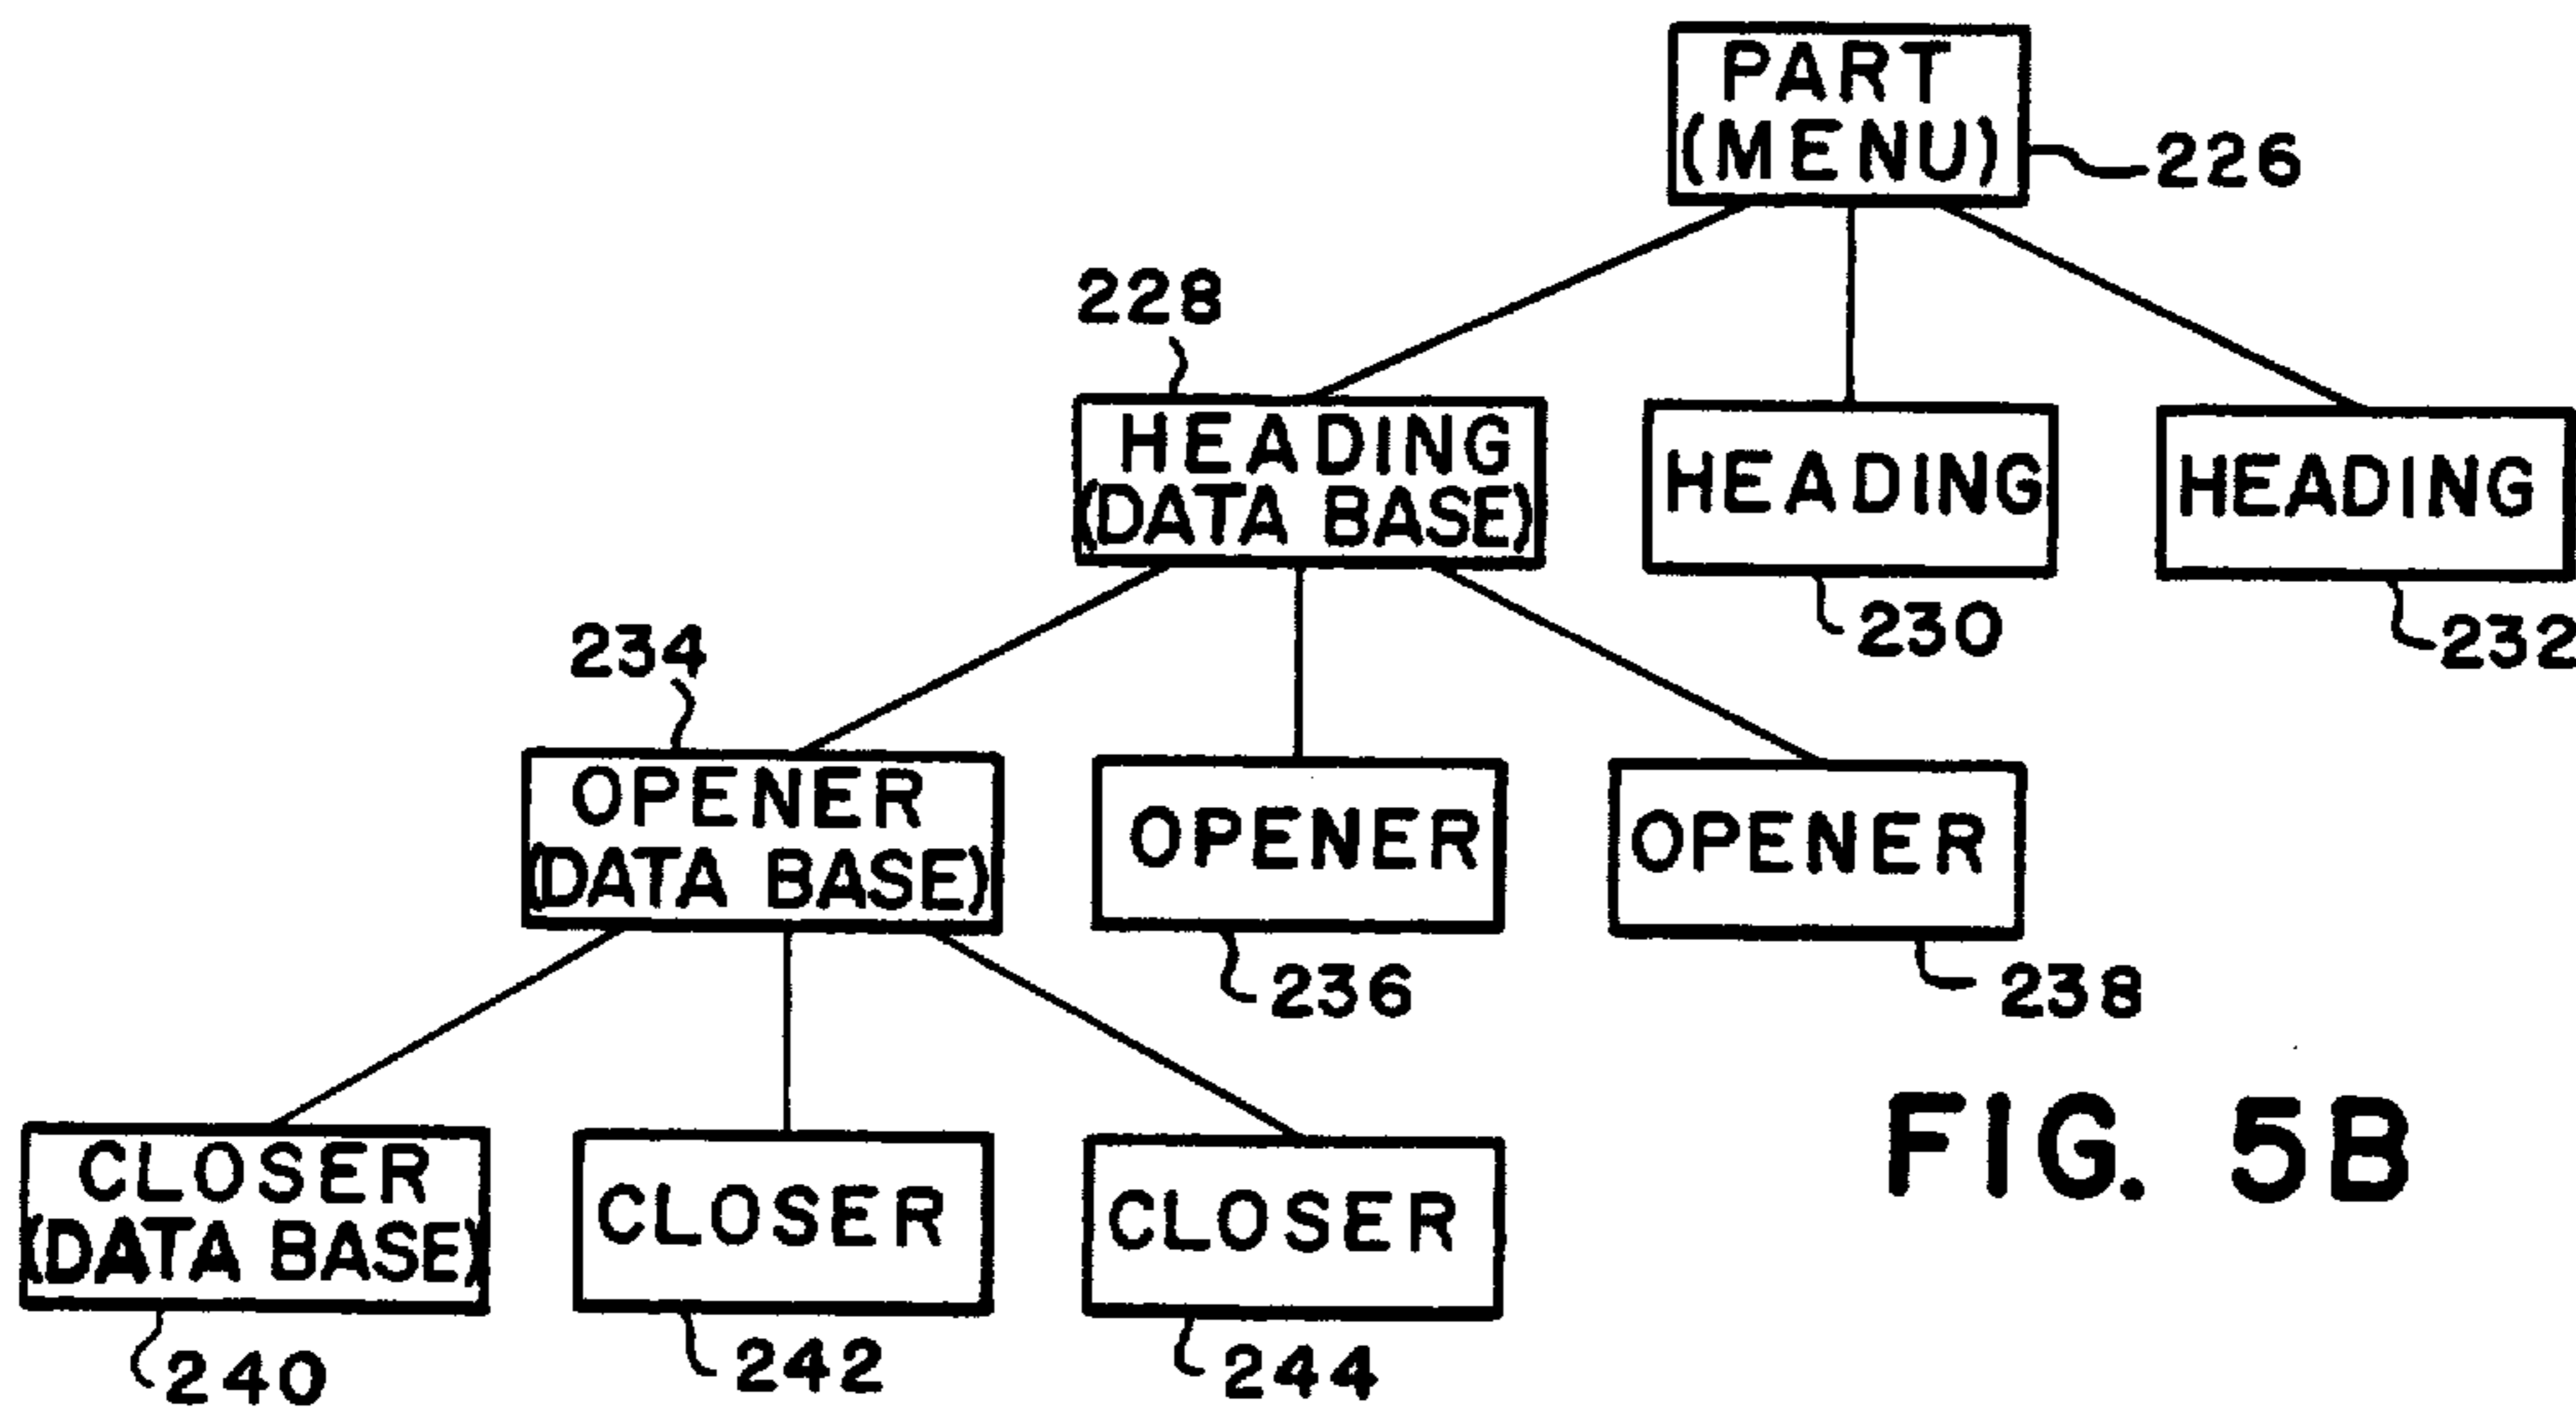 PART
(MENU)
226
228
HEADING
(DATA BASE)
HEADING
HEADING
230
232
234
OPENER
(DATA BASE)
OPENER
OPENER
236
238
FIG. 5B
CLOSER
(DATA BASE)
CLOSER
CLOSER
240
242
244